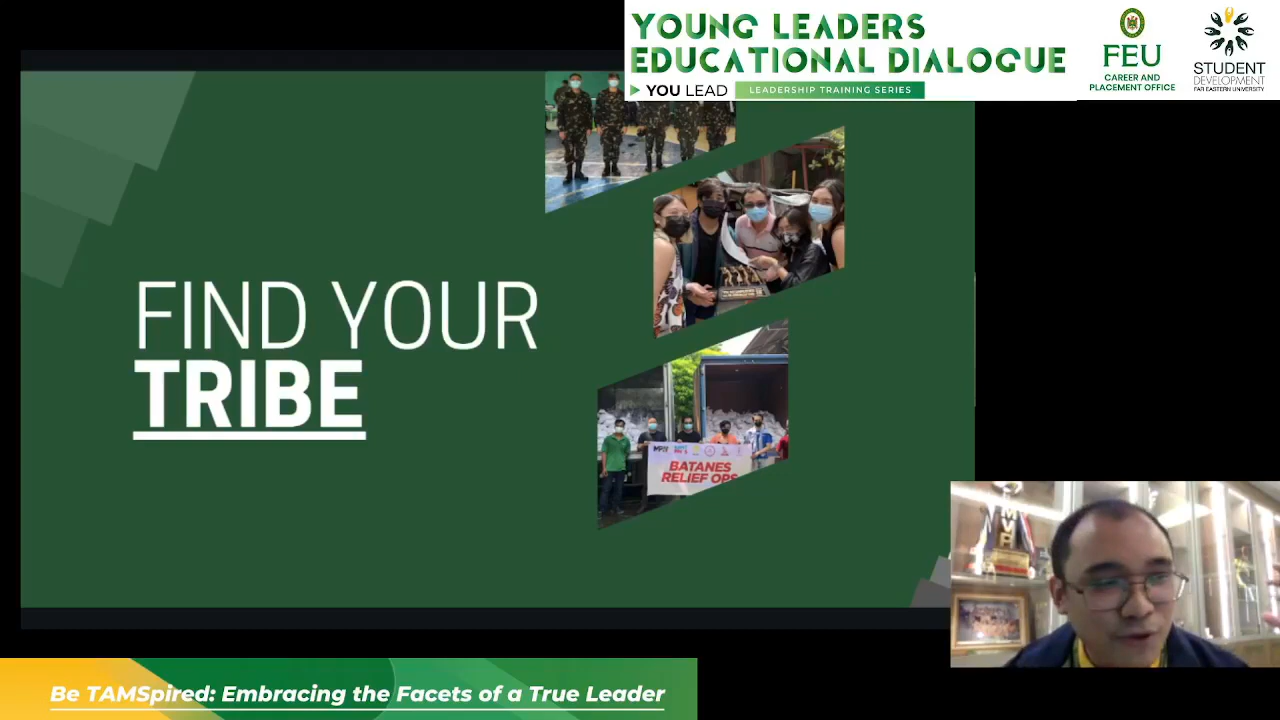 YOUNG LEADERS
EDUCATIONAL DIALOGUE
YOU LEAD
LEADERSHIP TRAINING SERIES
FEU
CAREER AND
PLACEMENT OFFICE
STUDENT
DEVELOPMENT
FAR EASTERN UNIVERSITY
FIND YOUR
TRIBE
BATANES
RELIEF OPS
MVP
Be TAMSpired: Embracing the Facets of a True Leader